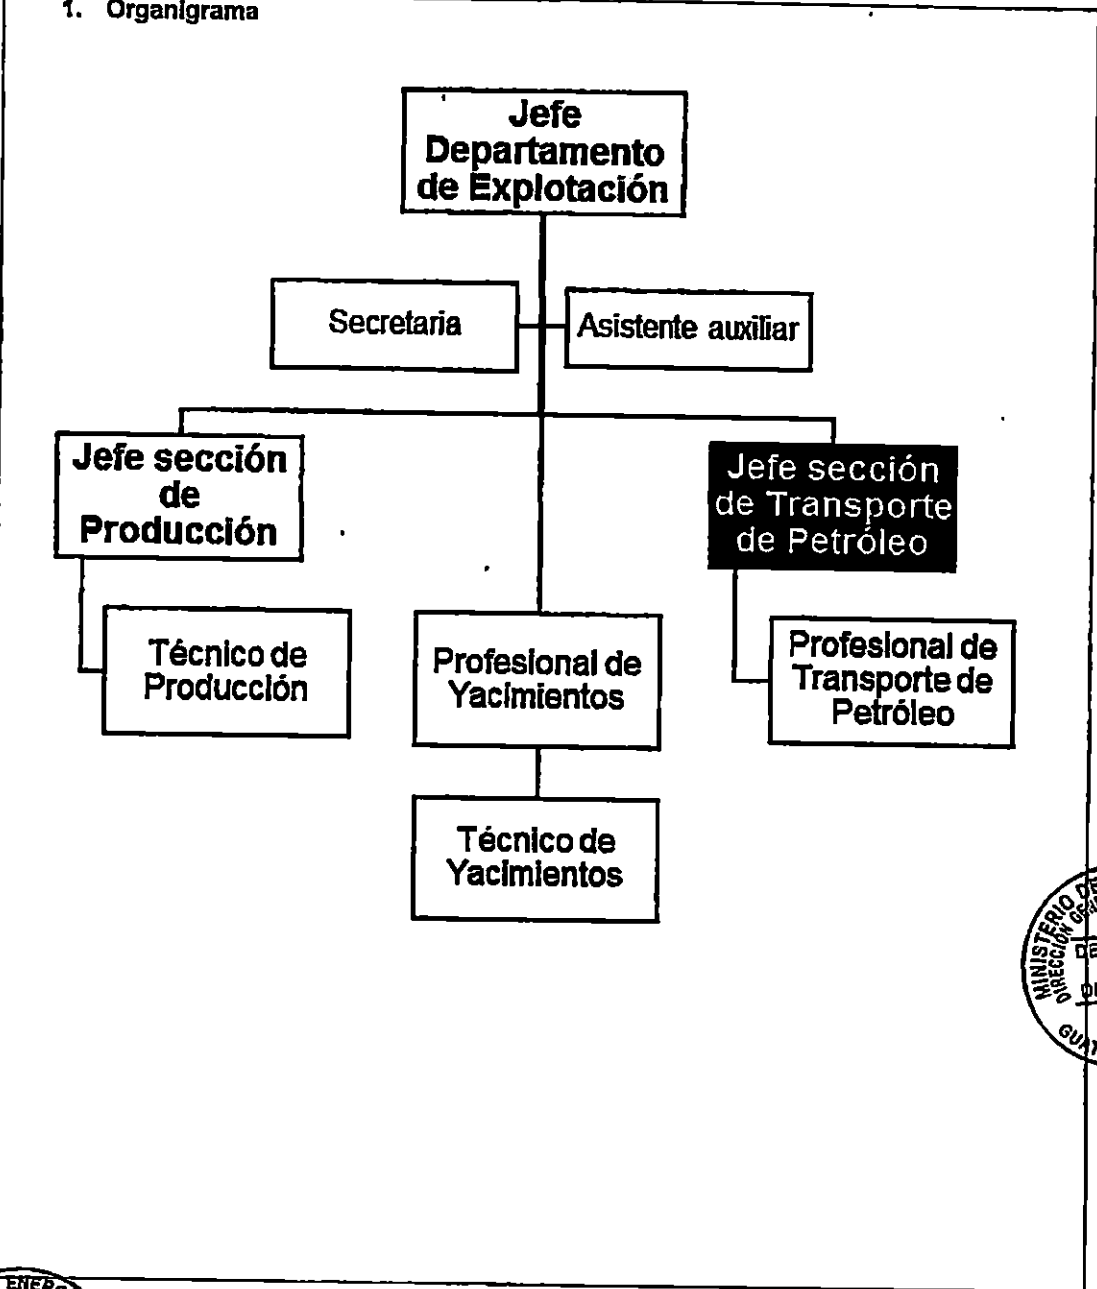 1. Organigrama
Jefe
Departamento
de Explotación
Secretaria
Asistente auxiliar
Jefe sección
de
Producción
Jefe sección
de Transporte
de Petróleo
Técnico de
Producción
Profesional de
Yacimientos
Profesional de
Transporte de
Petróleo
Técnico de
Yacimientos
MINISTERIO
DIRECCIÓN